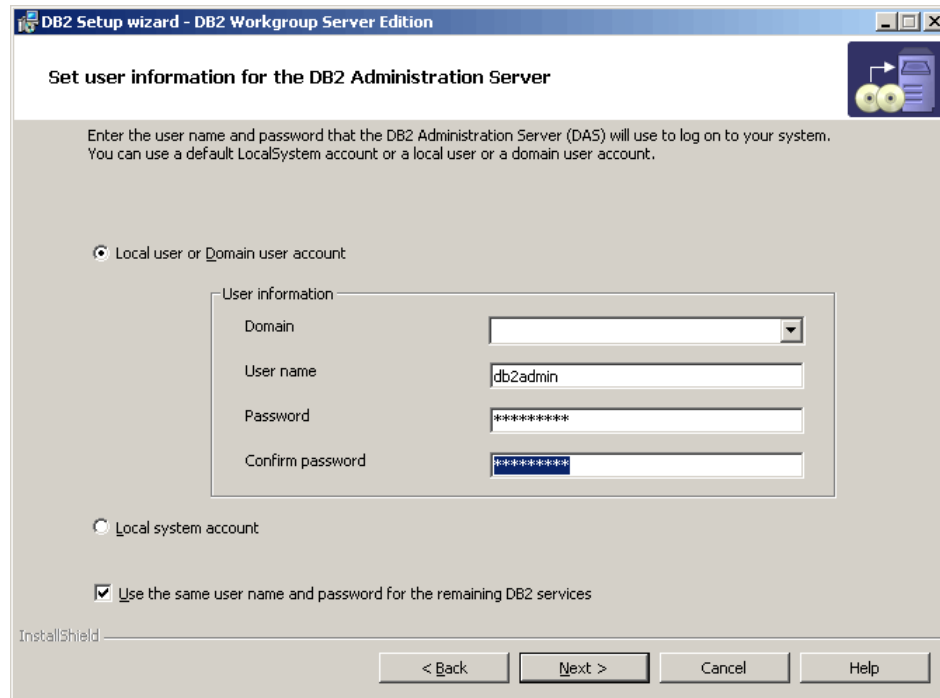 DB2 Setup wizard - DB2 Workgroup Server Edition
Set user information for the DB2 Administration Server
Enter the user name and password that the DB2 Administration Server (DAS) will use to log on to your system.
You can use a default LocalSystem account or a local user or a domain user account.
Local user or Domain user account
User information
Domain
User name
db2admin
Password
*********
Confirm password
*********
Local system account
Use the same user name and password for the remaining DB2 services
InstallShield
< Back
Next >
Cancel
Help